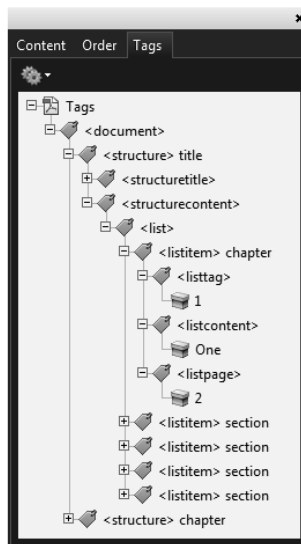 Content Order Tags
Tags
<document>
<structure> title
<structuretitle>
<structurecontent>
<list>
<listitem> chapter
<listtag>
1
<listcontent>
One
<listpage>
2
<listitem> section
<listitem> section
<listitem> section
<listitem> section
<structure> chapter